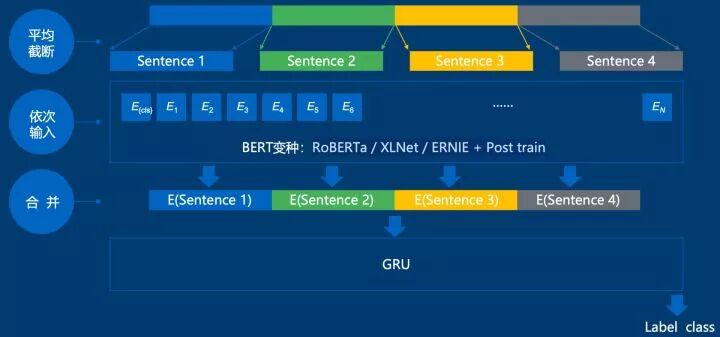 平均
截断
Sentence 1
Sentence 2
Sentence 3
Sentence 4
依次
输入
E(cls)
E1
E2
E3
E4
E5
E6
……
EN
BERT变种：RoBERTa / XLNet / ERNIE + Post train
合 并
E(Sentence 1)
E(Sentence 2)
E(Sentence 3)
E(Sentence 4)
GRU
Label class